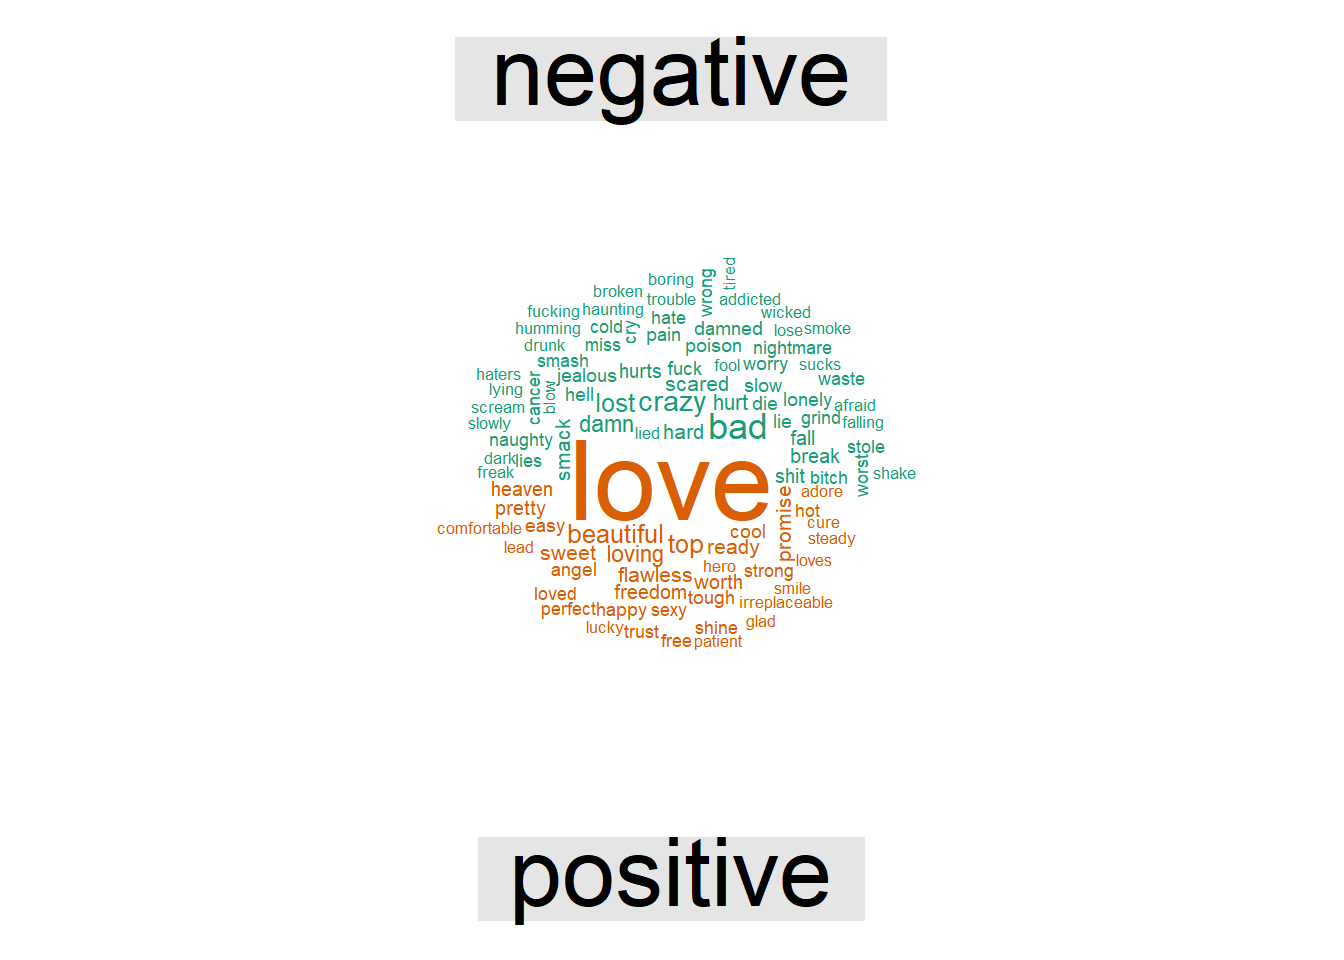 negative
tired
boring
wrong
broken
trouble
addicted
fucking
haunting
wicked
humming
cold
cry
hate
damned
lose
smoke
drunk
miss
pain
poison
nightmare
smash
haters
jealous
hurts
fuck
fool
worry
sucks
lying
cancer
blow
hell
scared
slow
waste
scream
lost
crazy
hurt
die
lonely
afraid
slowly
damn
lied
hard
bad
lie
grind
falling
naughty
smack
fall
stole
dark
lies
break
worst
freak
shit
bitch
shake
love
heaven
promise
adore
pretty
hot
comfortable
easy
beautiful
cool
cure
lead
sweet
loving
top
ready
steady
angel
flawless
hero
strong
loves
loved
freedom
worth
tough
smile
perfect
happy
sexy
irreplaceable
lucky
trust
shine
glad
free
patient
positive